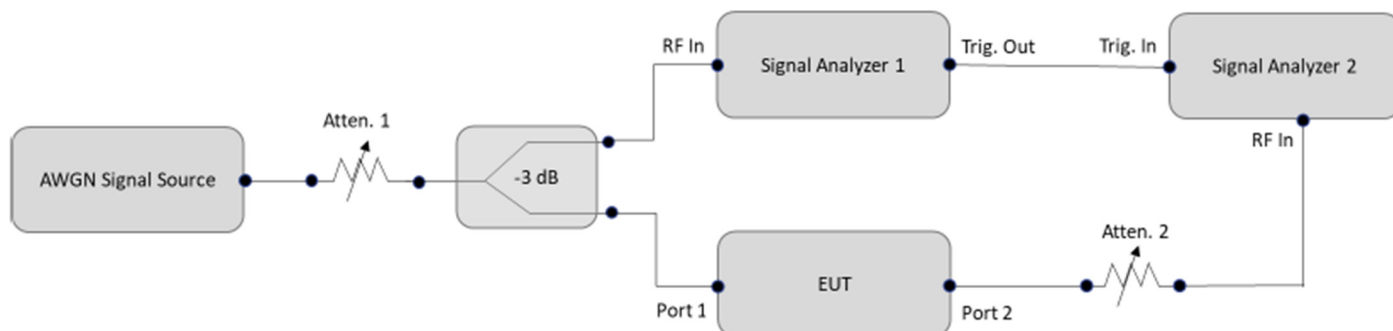 RF In
Signal Analyzer 1
Trig. Out
Trig. In
Signal Analyzer 2
RF In
Atten. 1
AWGN Signal Source
-3 dB
Atten. 2
EUT
Port 1
Port 2